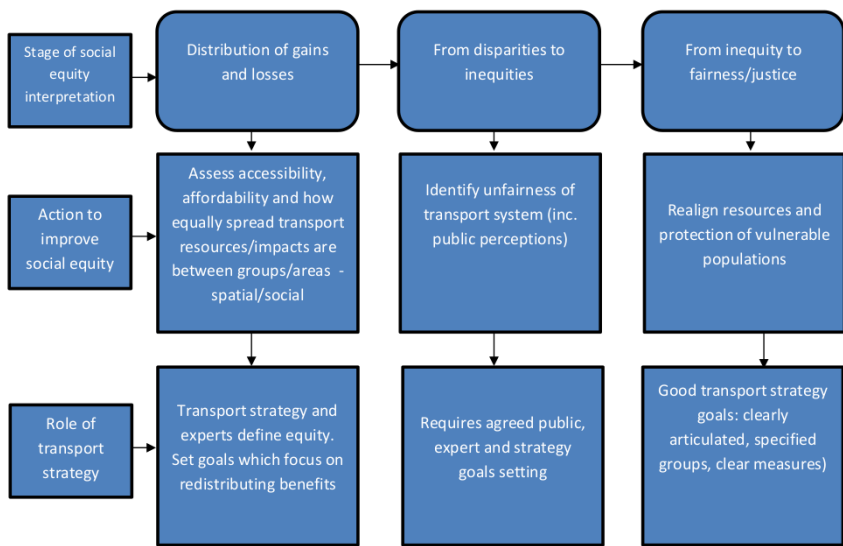 Stage of social
equity
interpretation
Distribution of gains
and losses
From disparities to
inequities
From inequity to
fairness/justice
Action to
improve social
equity
Assess accessibility,
affordability and how
equally spread transport
resources/impacts are
between groups/areas -
spatial/social
Identify unfairness of
transport system (inc.
public perceptions)
Realign resources and
protection of vulnerable
populations
Role of
transport
strategy
Transport strategy and
experts define equity.
Set goals which focus on
redistributing benefits
Requires agreed public,
expert and strategy
goals setting
Good transport strategy
goals: clearly
articulated, specified
groups, clear measures)